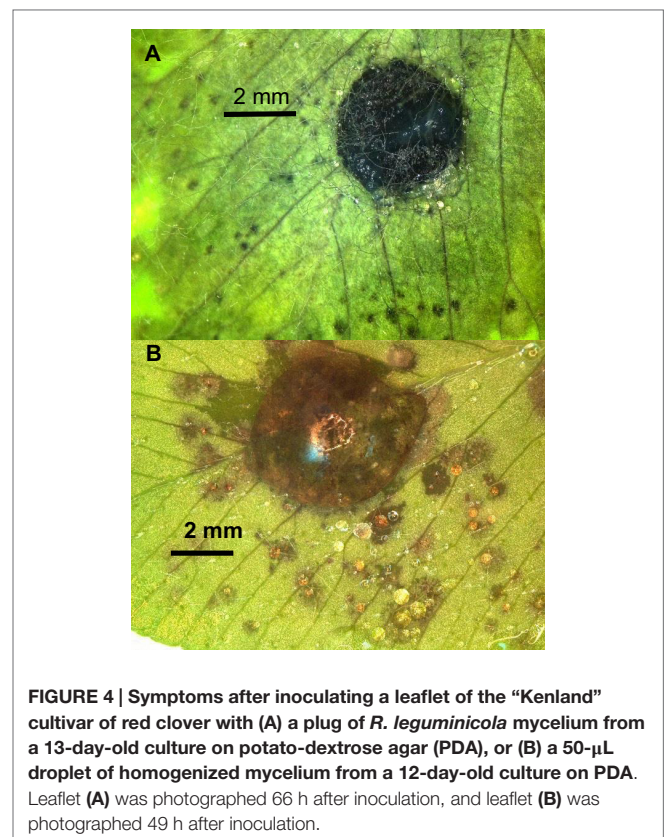 A
2 mm
B
2 mm
FIGURE 4 | Symptoms after inoculating a leaflet of the “Kenland”
cultivar of red clover with (A) a plug of R. leguminicola mycelium from
a 13-day-old culture on potato-dextrose agar (PDA), or (B) a 50-μL
droplet of homogenized mycelium from a 12-day-old culture on PDA.
Leaflet (A) was photographed 66 h after inoculation, and leaflet (B) was
photographed 49 h after inoculation.